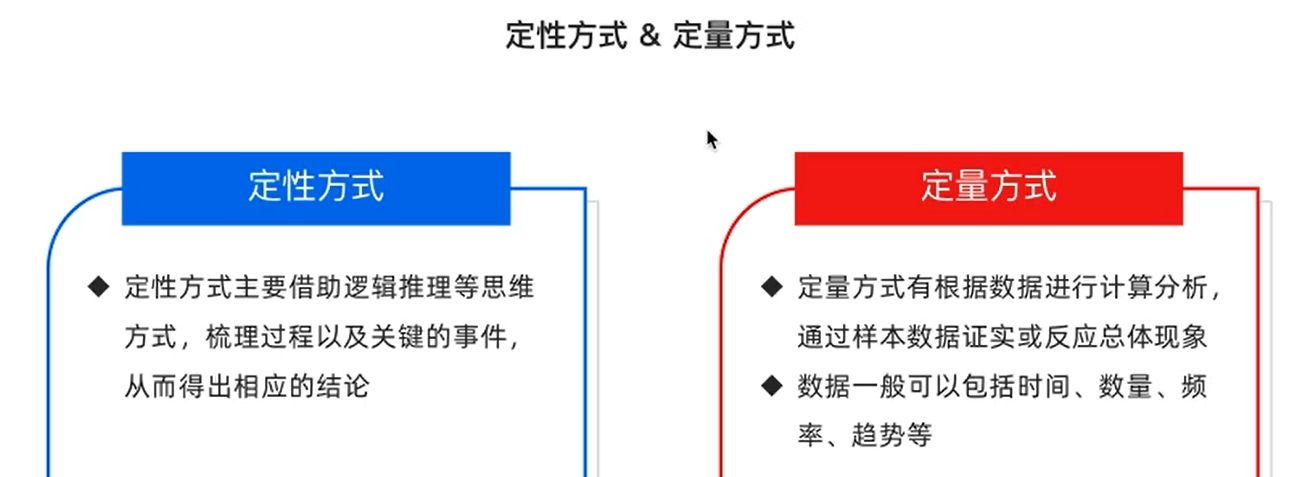 定性方式 & 定量方式
定性方式
◆ 定性方式主要借助逻辑推理等思维
方式，梳理过程以及关键的事件，
从而得出相应的结论
定量方式
◆ 定量方式有根据数据进行计算分析，
通过样本数据证实或反应总体现象
◆ 数据一般可以包括时间、数量、频
率、趋势等